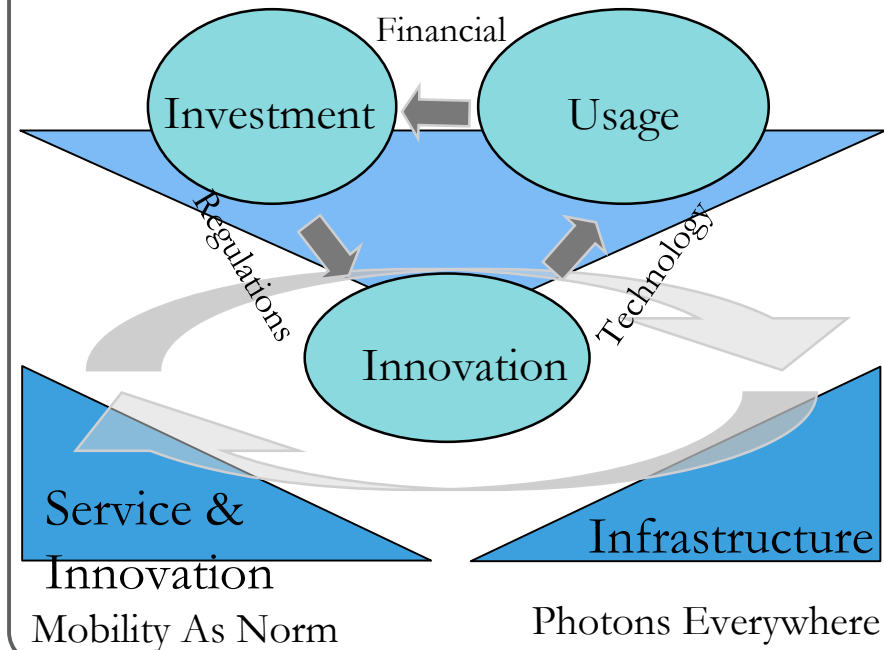 Financial
Investment
Usage
Regulations
Technology
Innovation
Service &
Innovation
Infrastructure
Mobility As Norm
Photons Everywhere